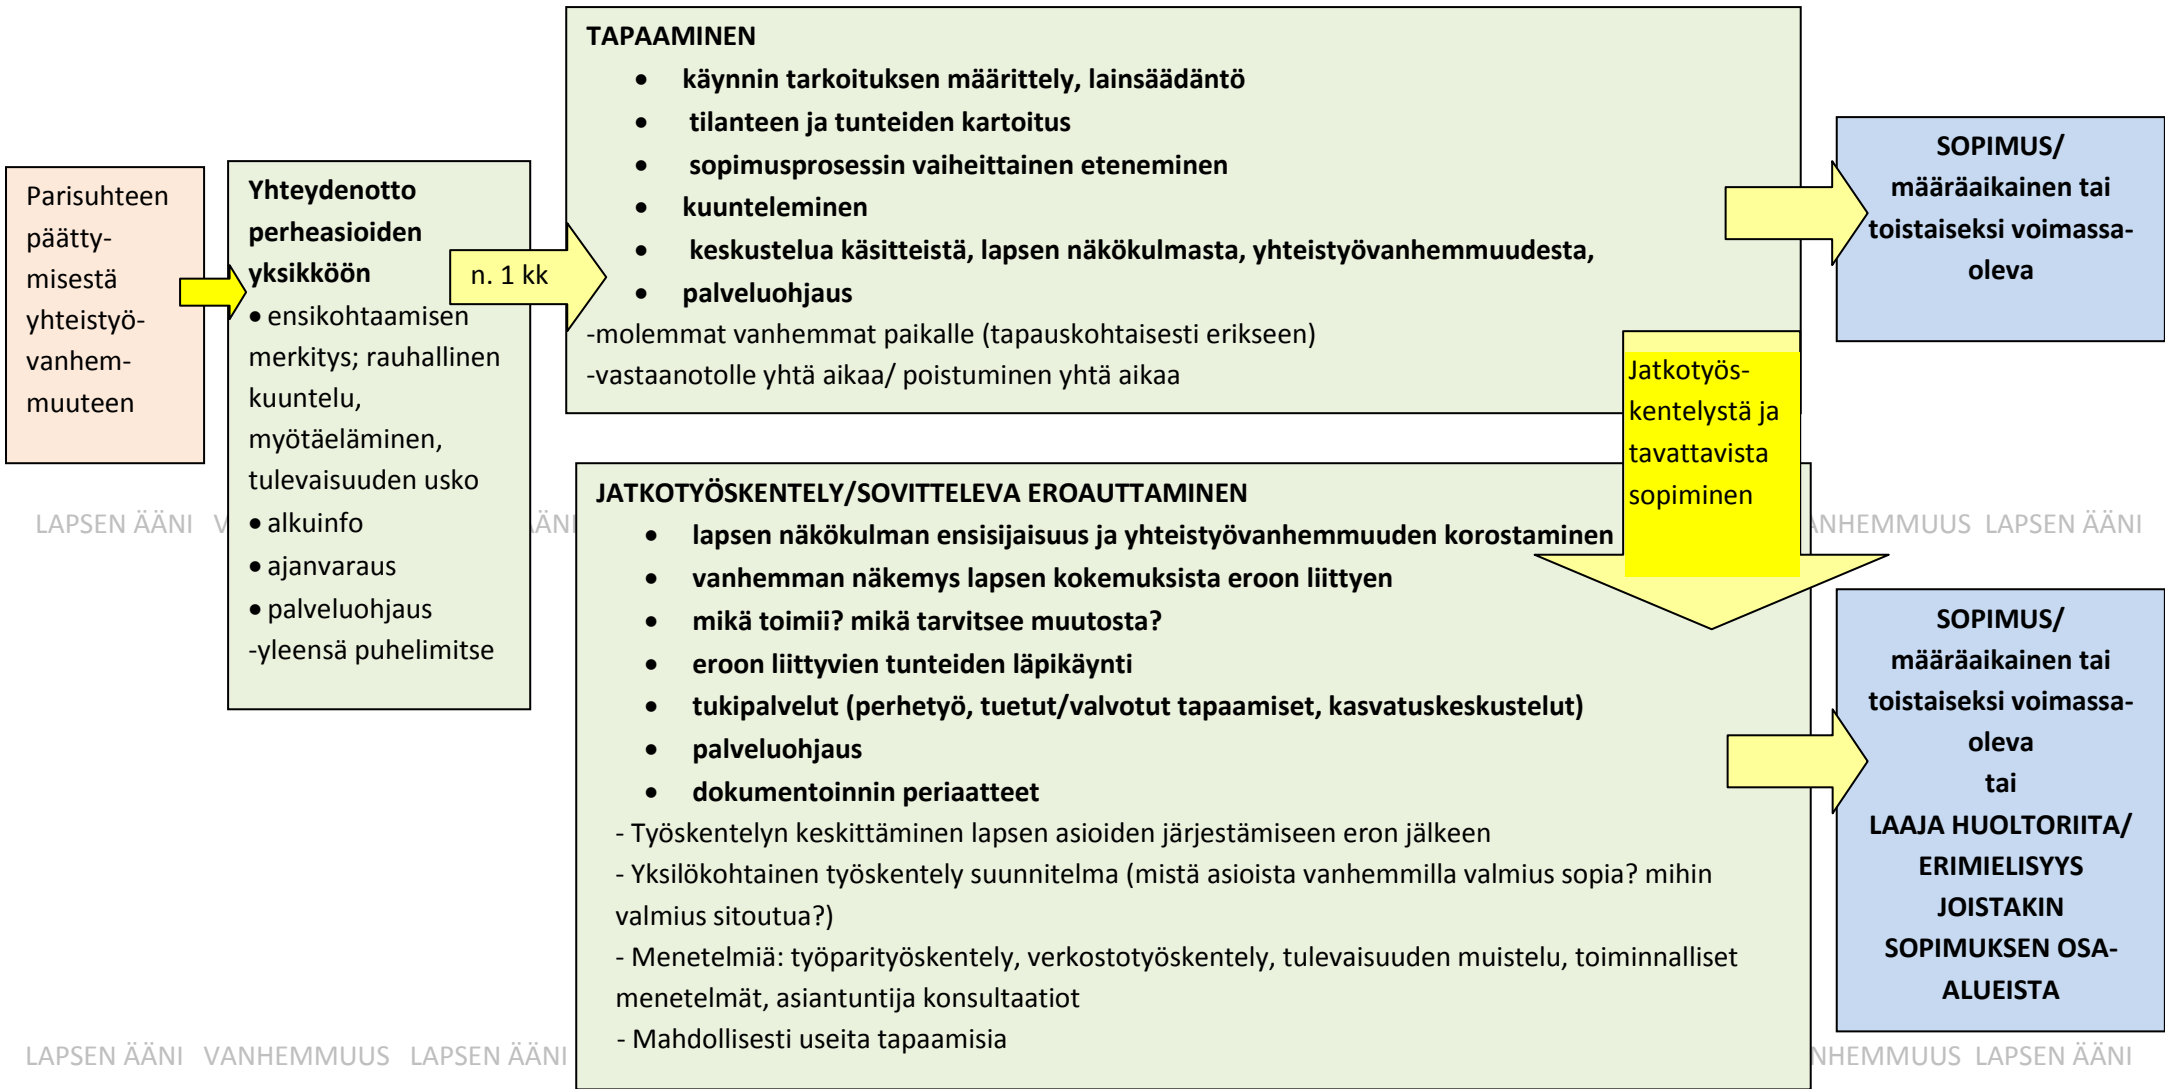 Parisuhteen
päätty-
misestä
yhteistyö-
vanhem-
muuteen
Yhteydenotto
perheasioiden
yksikköön
• ensikohtaamisen
merkitys; rauhallinen
kuuntelu,
myötäeläminen,
tulevaisuuden usko
• alkuinfo
• ajanvaraus
• palveluohjaus
-yleensä puhelimitse
n. 1 kk
TAPAAMINEN
• käynnin tarkoituksen määrittely, lainsäädäntö
• tilanteen ja tunteiden kartoitus
• sopimusprosessin vaiheittainen eteneminen
• kuunteleminen
• keskustelua käsitteistä, lapsen näkökulmasta, yhteistyövanhemmuudesta,
• palveluohjaus
-molemmat vanhemmat paikalle (tapauskohtaisesti erikseen)
-vastaanotolle yhtä aikaa/ poistuminen yhtä aikaa
SOPIMUS/
määräaikainen tai
toistaiseksi voimassa-
oleva
Jatkotyös-
kentelystä ja
tavattavista
sopiminen
JATKOTYÖSKENTELY/SOVITTELEVA EROAUTTAMINEN
• lapsen näkökulman ensisijaisuus ja yhteistyövanhemmuuden korostaminen
• vanhemman näkemys lapsen kokemuksista eroon liittyen
• mikä toimii? mikä tarvitsee muutosta?
• eroon liittyvien tunteiden läpikäynti
• tukipalvelut (perhetyö, tuetut/valvotut tapaamiset, kasvatuskeskustelut)
• palveluohjaus
• dokumentoinnin periaatteet
- Työskentelyn keskittäminen lapsen asioiden järjestämiseen eron jälkeen
- Yksilökohtainen työskentely suunnitelma (mistä asioista vanhemmilla valmius sopia? mihin
valmius sitoutua?)
- Menetelmiä: työparityöskentely, verkostotyöskentely, tulevaisuuden muistelu, toiminnalliset
menetelmät, asiantuntija konsultaatiot
- Mahdollisesti useita tapaamisia
SOPIMUS/
määräaikainen tai
toistaiseksi voimassa-
oleva
tai
LAAJA HUOLTORIITA/
ERIMIELISYYS
JOISTAKIN
SOPIMUKSEN OSA-
ALUEISTA
LAPSEN ÄÄNI V ÄÄNI ANHEMMUUS LAPSEN ÄÄNI
LAPSEN ÄÄNI VANHEMMUUS LAPSEN ÄÄNI NHEMMUUS LAPSEN ÄÄNI